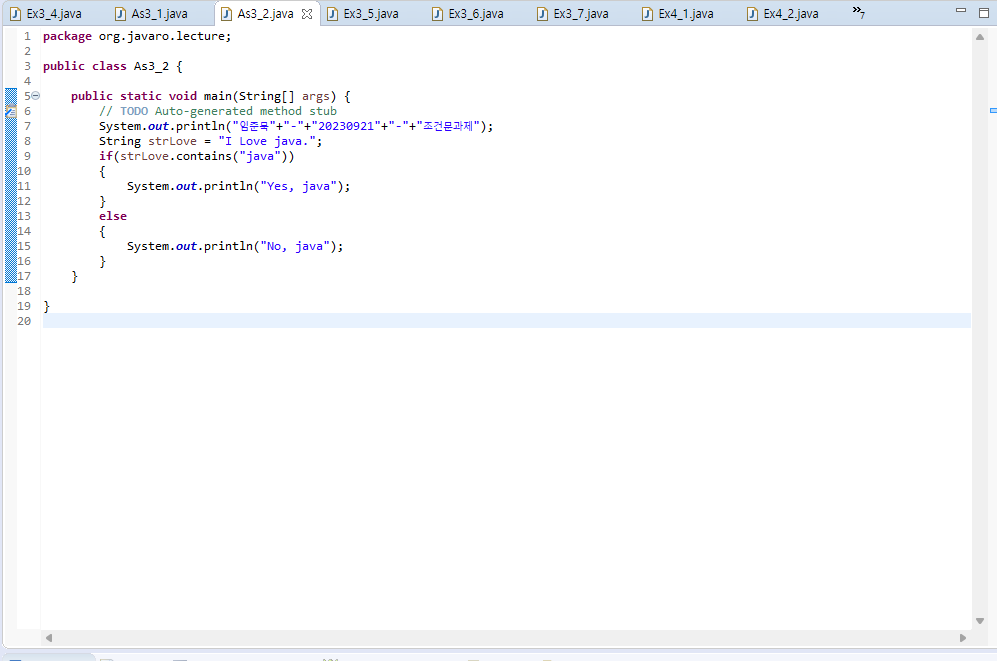 Ex3_4.java As3_1.java As3_2.java Ex3_5.java Ex3_6.java Ex3_7.java Ex4_1.java Ex4_2.java »7
1 package org.javaro.lecture;
2
3 public class As3_2 {
4
5 public static void main(String[] args) {
6 // TODO Auto-generated method stub
7 System.out.println("임준묵"+"-"+"20230921"+"-"+"조건문과제");
8 String strLove = "I Love java.";
9 if(strLove.contains("java"))
10 {
11 System.out.println("Yes, java");
12 }
13 else
14 {
15 System.out.println("No, java");
16 }
17 }
18
19 }
20